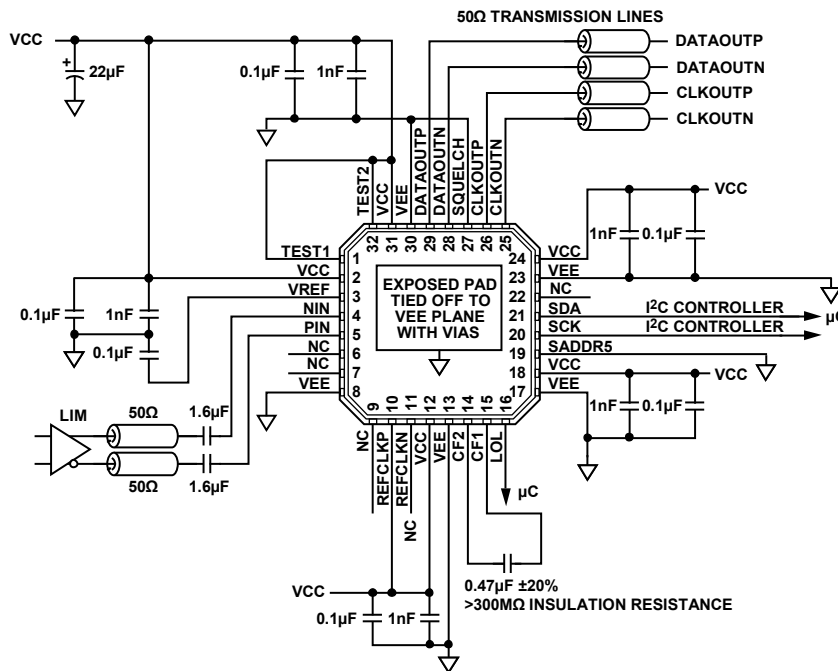 50Ω TRANSMISSION LINES
VCC
DATAOUTP
+
22µF
0.1µF
1nF
DATAOUTN
CLKOUTP
CLKOUTN
TEST2
VCC
VEE
DATAOUTP
DATAOUTN
SQUELCH
CLKOUTP
CLKOUTN
32
31
30
29
28
27
26
25
VCC
1nF
0.1µF
TEST1
1
24
VCC
VCC
2
23
VEE
VREF
3
22
NC
NIN
4
21
SDA
I²C CONTROLLER
PIN
5
20
SCK
I²C CONTROLLER
µC
NC
6
19
SADDR5
NC
7
18
VCC
VCC
VEE
8
17
VEE
EXPOSED PAD
TIED OFF TO
VEE PLANE
WITH VIAS
0.1µF
1nF
0.1µF
1nF
0.1µF
9
10
11
12
13
14
15
16
NC
REFCLKP
REFCLKN
VCC
VEE
CF2
CF1
LOL
NC
µC
LIM
50Ω
1.6µF
50Ω
1.6µF
VCC
0.1µF
1nF
0.47µF ±20%
>300MΩ INSULATION RESISTANCE